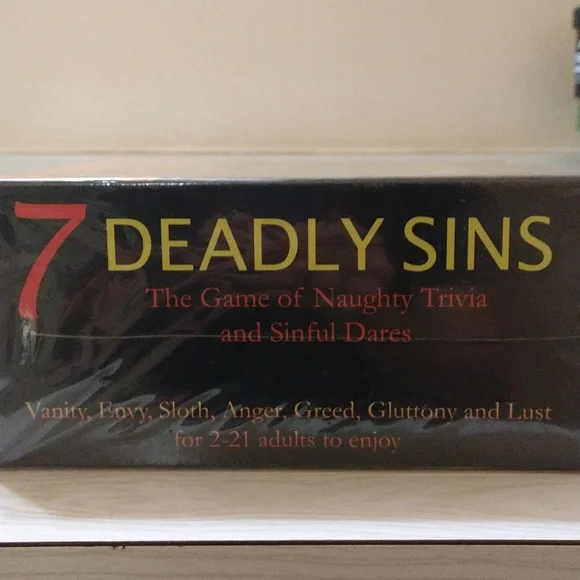 7 DEADLY SINS
The Game of Naughty Trivia
and Sinful Dares
Vanity, Envy, Sloth, Anger, Greed, Gluttony and Lust
for 2-21 adults to enjoy